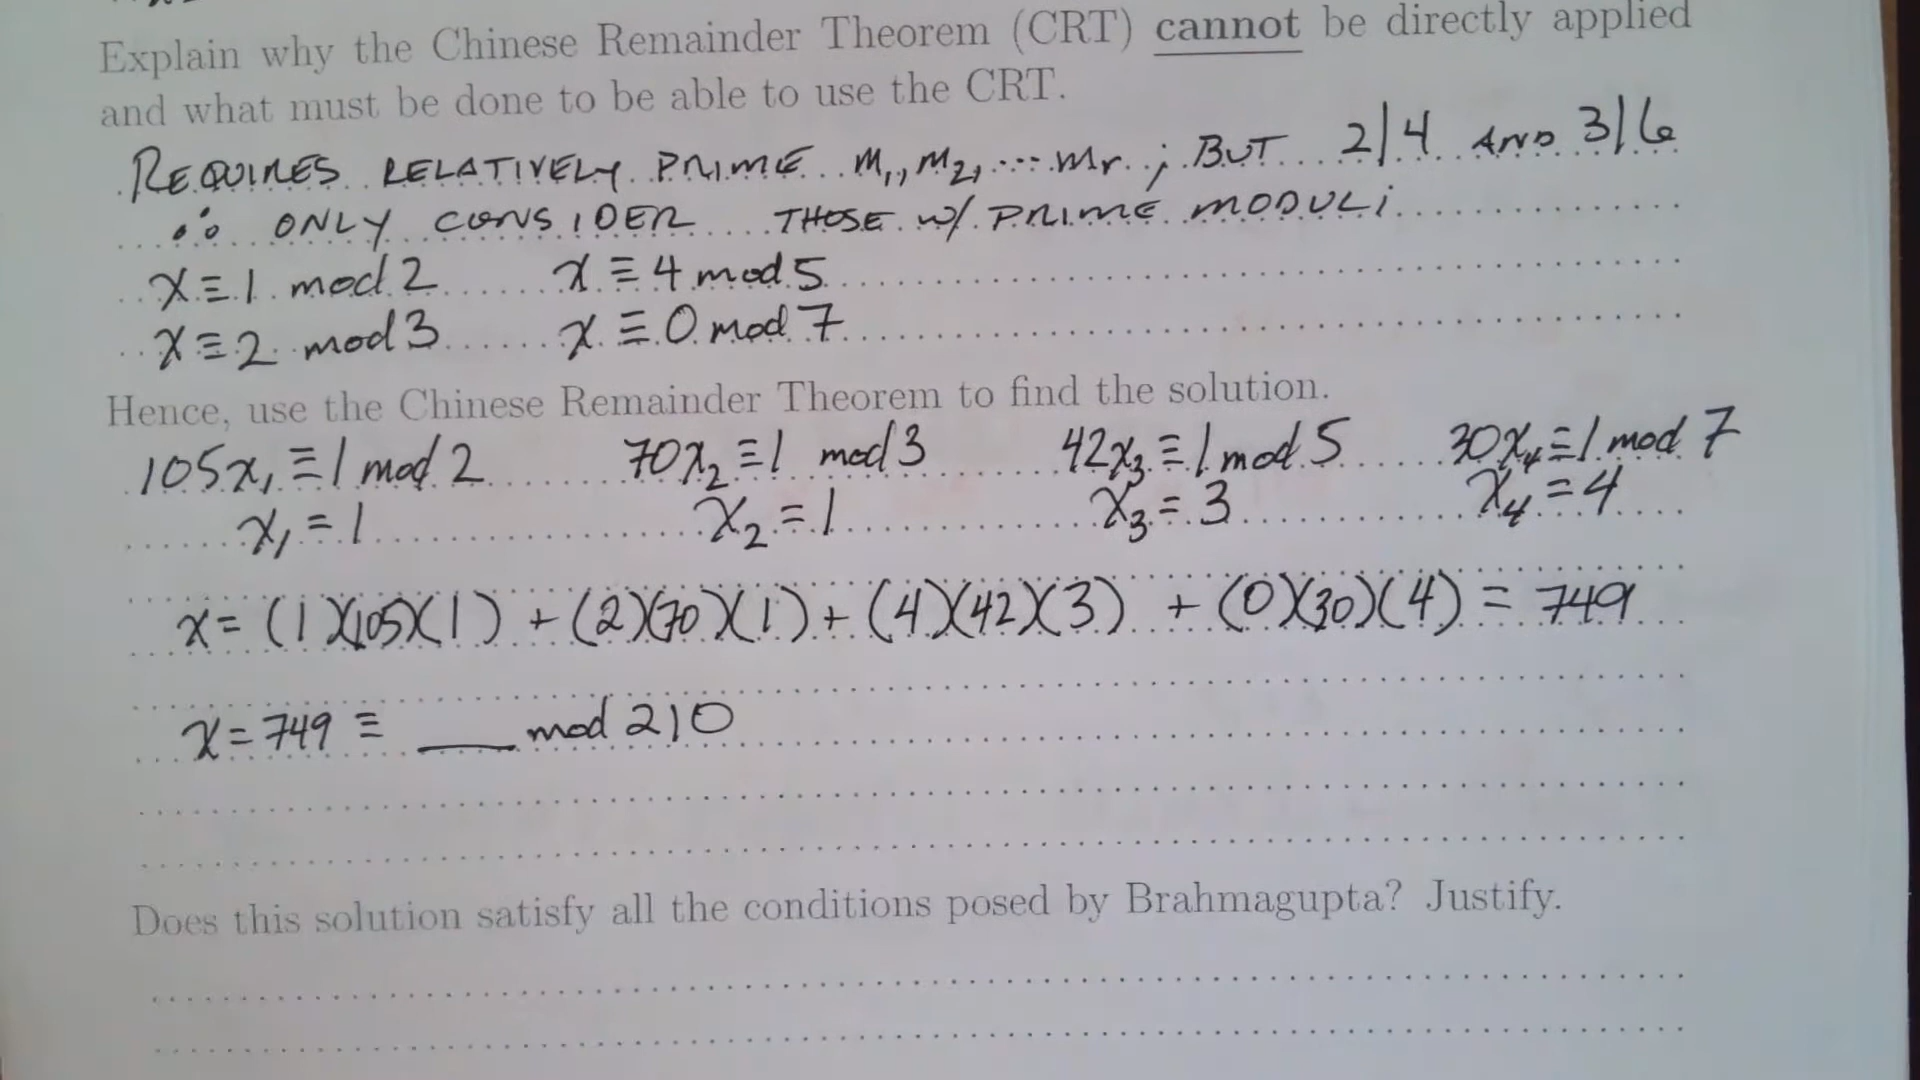 Explain why the Chinese Remainder Theorem (CRT) cannot be directly applied
and what must be done to be able to use the CRT.
REQUIRES RELATIVELY PRIME m₁, m₂, ... mr ; BUT 2|4 AND 3|6
∴ ONLY CONSIDER THOSE w/ PRIME MODULI
x ≡ 1 mod 2 x ≡ 4 mod 5
x ≡ 2 mod 3 x ≡ 0 mod 7
Hence, use the Chinese Remainder Theorem to find the solution.
105x₁ ≡ 1 mod 2 70x₂ ≡ 1 mod 3 42x₃ ≡ 1 mod 5 30x₄ ≡ 1 mod 7
x₁ = 1 x₂ = 1 x₃ = 3 x₄ = 4
x = (1)(105)(1) + (2)(70)(1) + (4)(42)(3) + (0)(30)(4) = 749
x = 749 ≡ ___ mod 210
Does this solution satisfy all the conditions posed by Brahmagupta? Justify.